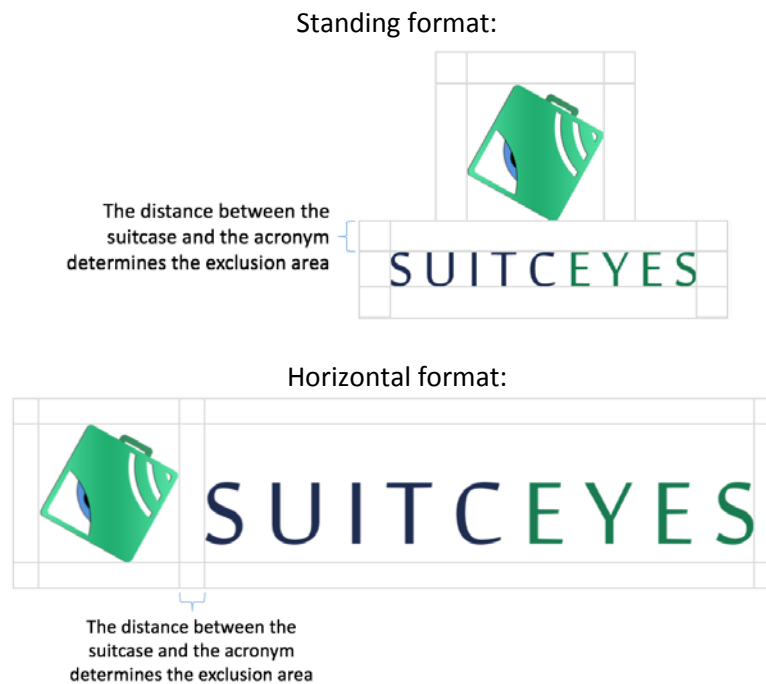 Standing format:
The distance between the
suitcase and the acronym
determines the exclusion area
SUITCEYES
Horizontal format:
SUITCEYES
The distance between the
suitcase and the acronym
determines the exclusion area